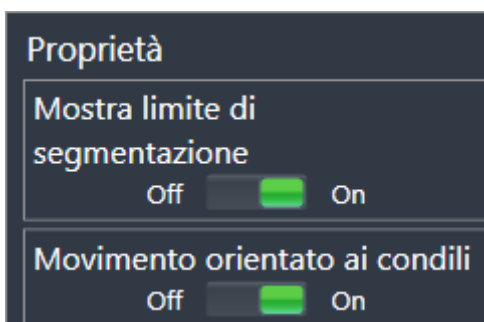 Proprietà
Mostra limite di
segmentazione
Off On
Movimento orientato ai condili
Off On